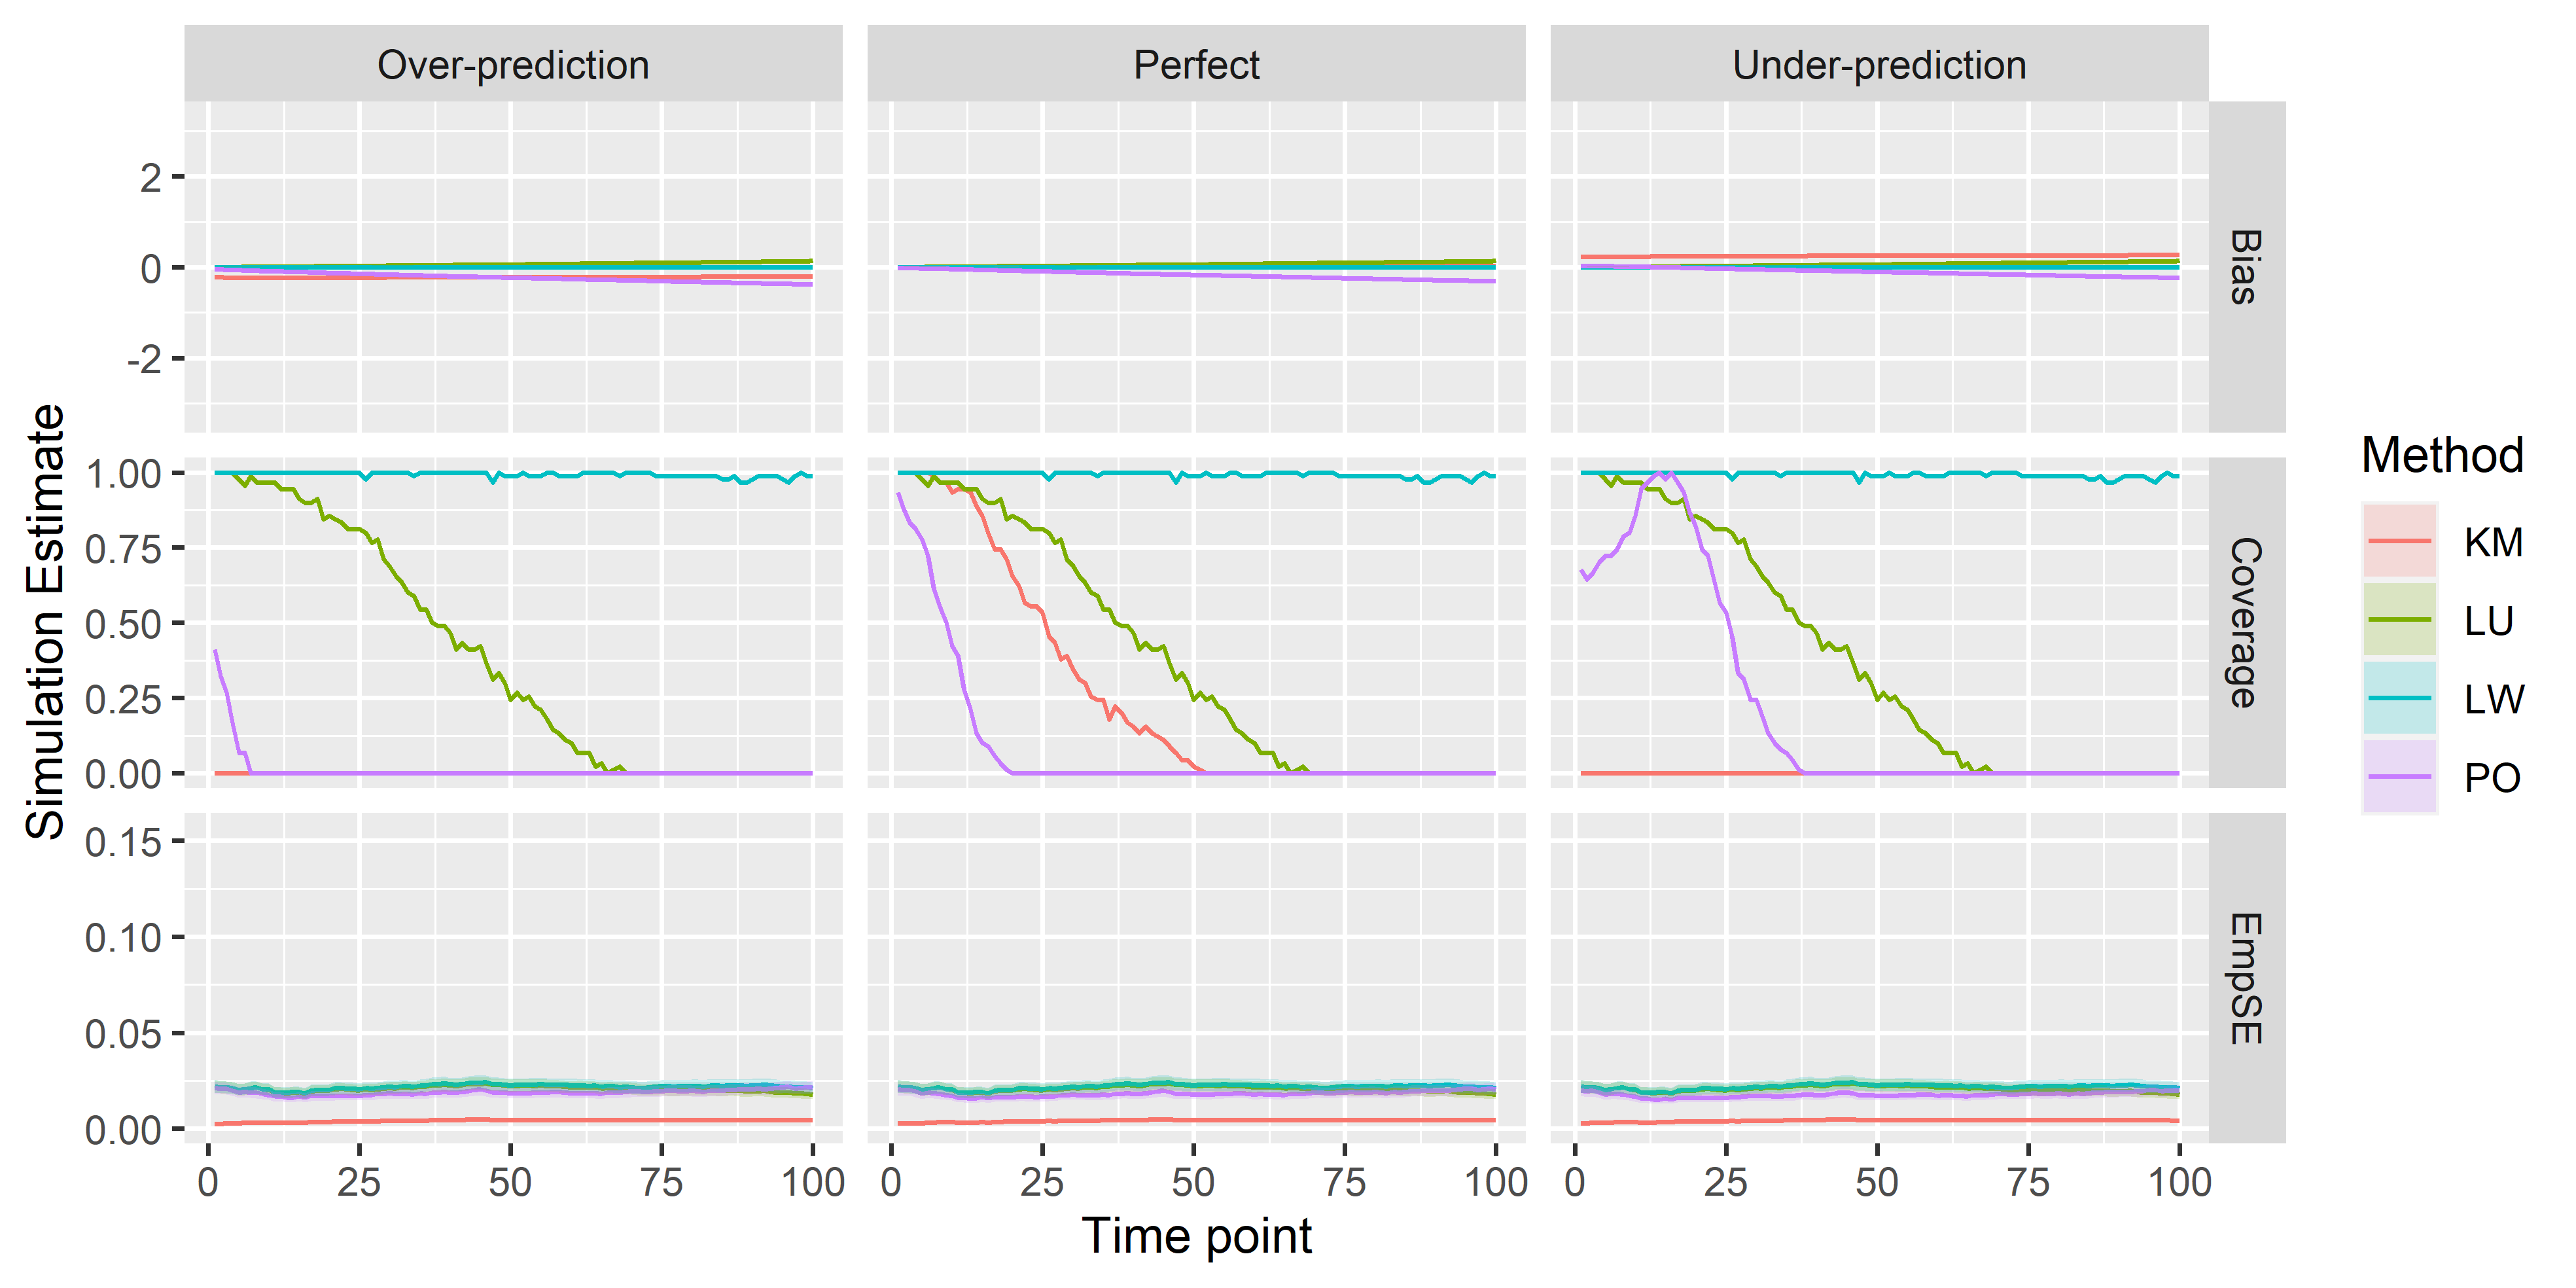 Over-prediction
Perfect
Under-prediction
2
0
-2
Bias
1.00
0.75
0.50
0.25
0.00
Coverage
0.15
0.10
0.05
0.00
EmpSE
0 25 50 75 100
0 25 50 75 100
0 25 50 75 100
Time point
Simulation Estimate
Method
KM
LU
LW
PO